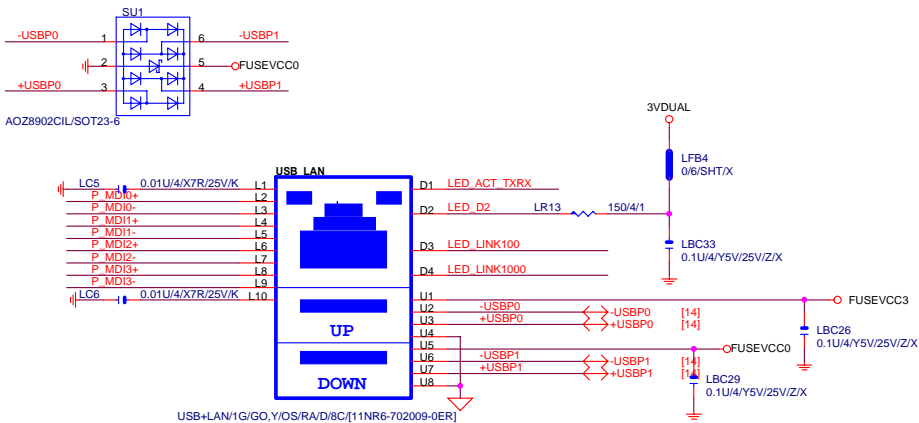 SU1
-USBP0 1 6 -USBP1
2 5 FUSEVCC0
+USBP0 3 4 +USBP1
AOZ8902CIL/SOT23-6
3VDUAL
LFB4
0/6/SHT/X
USB_LAN
LC5 0.01U/4/X7R/25V/K L1 D1 LED_ACT_TXRX
P_MDI0+ L2
P_MDI0- L3 D2 LED_D2 LR13 150/4/1
P_MDI1+ L4
P_MDI1- L5
P_MDI2+ L6 D3 LED_LINK100
LBC33
0.1U/4/Y5V/25V/Z/X
P_MDI2- L7
P_MDI3+ L8 D4 LED_LINK1000
P_MDI3- L9
LC6 0.01U/4/X7R/25V/K L10 U1 FUSEVCC3
U2 -USBP0 -USBP0 [14]
U3 +USBP0 +USBP0 [14]
UP U4
LBC26
0.1U/4/Y5V/25V/Z/X
U5 FUSEVCC0
U6 -USBP1 -USBP1 [14]
U7 +USBP1 +USBP1 [14]
DOWN U8
LBC29
0.1U/4/Y5V/25V/Z/X
USB+LAN/1G/GO,Y/OS/RA/D/8C/[11NR6-702009-0ER]